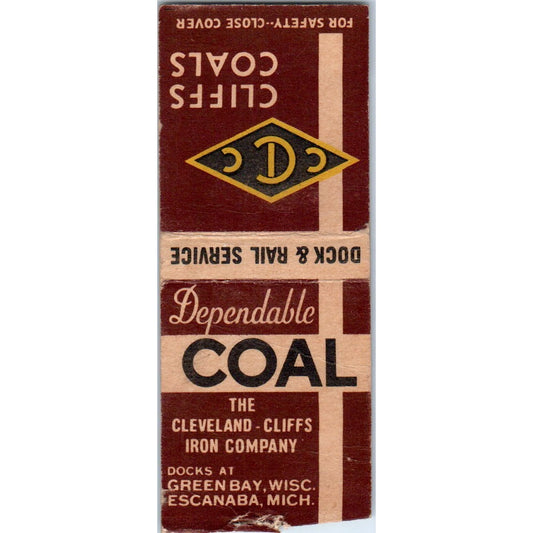 FOR SAFETY--CLOSE COVER
CLIFFS
COALS
CDC
DOCK & RAIL SERVICE
Dependable
COAL
THE
CLEVELAND-CLIFFS
IRON COMPANY
DOCKS AT
GREEN BAY, WISC.
ESCANABA, MICH.